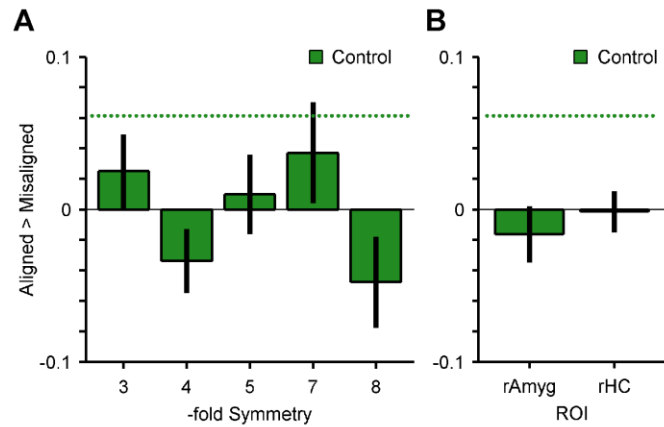 A
B
Control
Control
0.1
0.1
Aligned > Misaligned
0
0
-0.1
-0.1
3 4 5 7 8
rAmyg rHC
-fold Symmetry
ROI